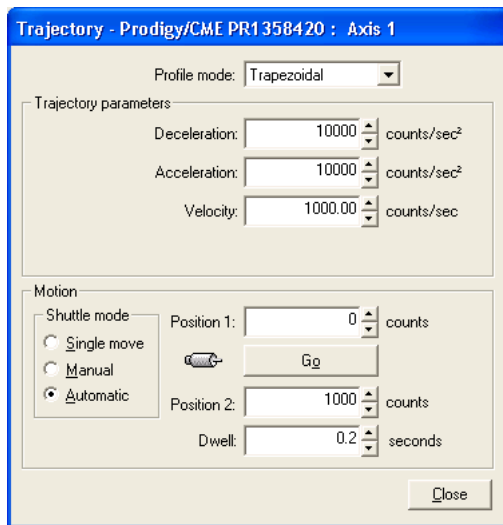 Trajectory - Prodigy/CME PR1358420 : Axis 1
Profile mode: Trapezoidal
Trajectory parameters
Deceleration: 10000 counts/sec²
Acceleration: 10000 counts/sec²
Velocity: 1000.00 counts/sec
Motion
Shuttle mode
Single move
Manual
Automatic
Position 1: 0 counts
Go
Position 2: 1000 counts
Dwell: 0.2 seconds
Close